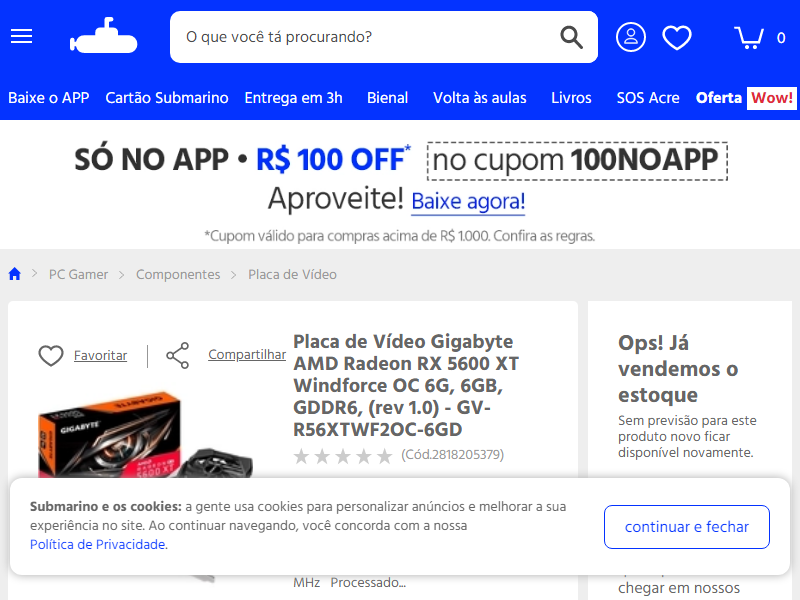 O que você tá procurando?
0
Baixe o APP Cartão Submarino Entrega em 3h Bienal Volta às aulas Livros SOS Acre Oferta Wow!
SÓ NO APP • R$ 100 OFF* no cupom 100NOAPP
Aproveite! Baixe agora!
*Cupom válido para compras acima de R$ 1.000. Confira as regras.
PC Gamer > Componentes > Placa de Vídeo
Favoritar Compartilhar
Placa de Vídeo Gigabyte
AMD Radeon RX 5600 XT
Windforce OC 6G, 6GB,
GDDR6, (rev 1.0) - GV-
R56XTWF2OC-6GD
(Cód.2818205379)
GIGABYTE
5600 XT
Ops! Já
vendemos o
estoque
Sem previsão para este
produto novo ficar
disponível novamente.
Submarino e os cookies: a gente usa cookies para personalizar anúncios e melhorar a sua
experiência no site. Ao continuar navegando, você concorda com a nossa
Política de Privacidade.
continuar e fechar
MHz Processado...
chegar em nossos